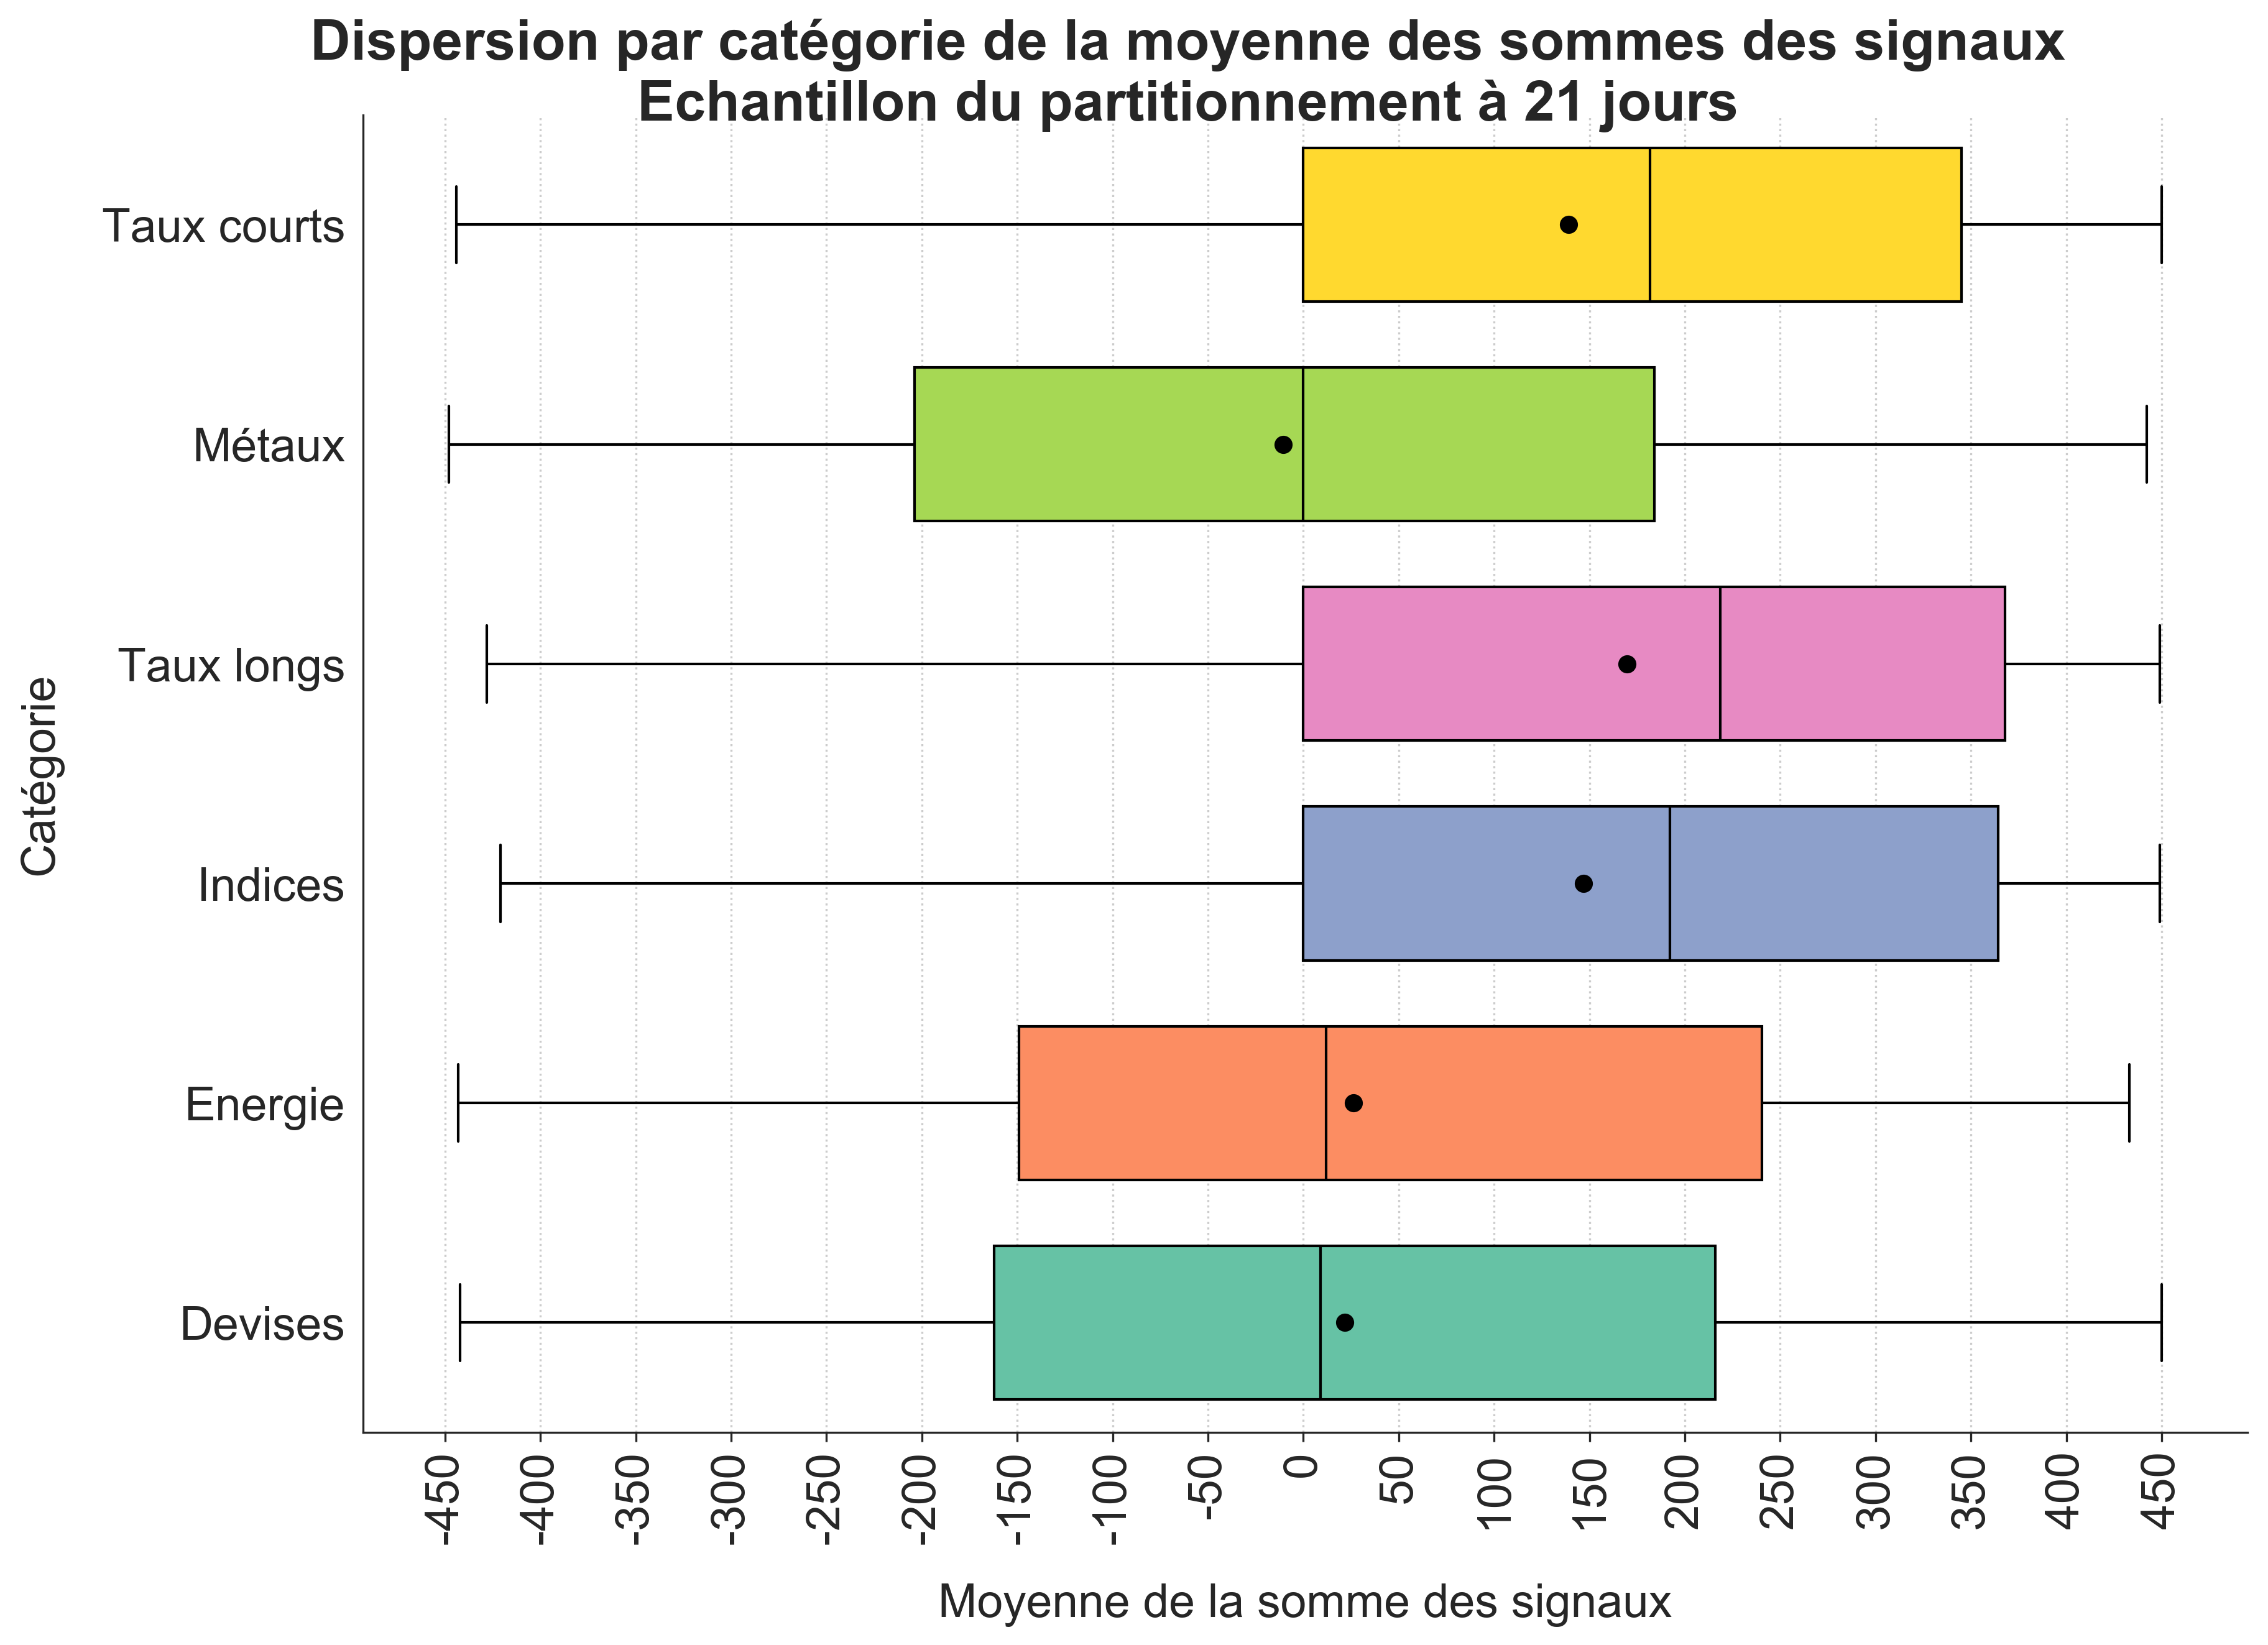 Dispersion par catégorie de la moyenne des sommes des signaux
Echantillon du partitionnement à 21 jours
Catégorie
Taux courts
Métaux
Taux longs
Indices
Energie
Devises
-450
-400
-350
-300
-250
-200
-150
-100
-50
0
50
100
150
200
250
300
350
400
450
Moyenne de la somme des signaux